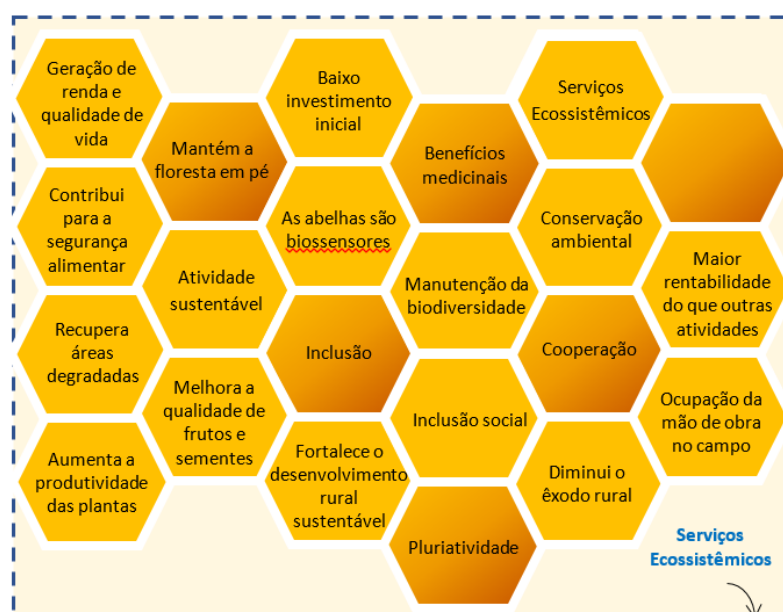 Geração de
renda e
qualidade de
vida
Contribui
para a
segurança
alimentar
Recupera
áreas
degradadas
Aumenta a
produtividade
das plantas
Mantém a
floresta em pé
Atividade
sustentável
Melhora a
qualidade de
frutos e
sementes
Baixo
investimento
inicial
As abelhas são
biossensores
Inclusão
Fortalece o
desenvolvimento
rural
sustentável
Benefícios
medicinais
Manutenção da
biodiversidade
Inclusão social
Pluriatividade
Serviços
Ecossistêmicos
Conservação
ambiental
Cooperação
Diminui o
êxodo rural
Maior
rentabilidade
do que outras
atividades
Ocupação da
mão de obra
no campo
Serviços
Ecossistêmicos